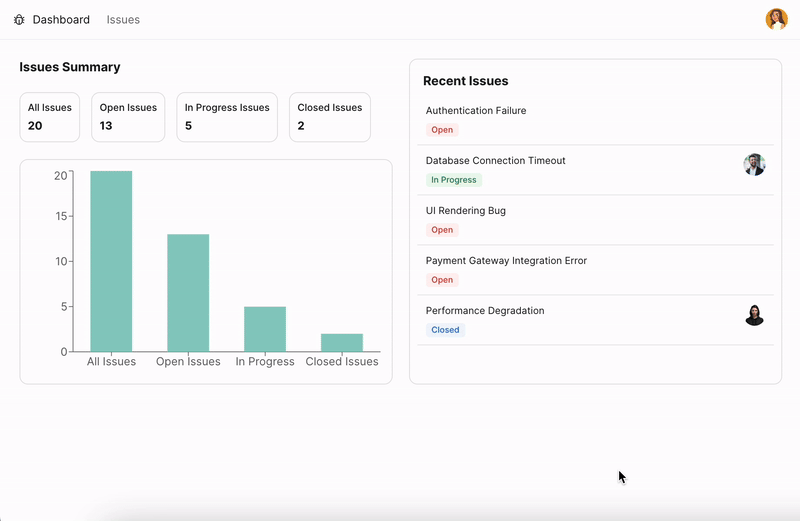 Dashboard Issues
Issues Summary
All Issues
20
Open Issues
13
In Progress Issues
5
Closed Issues
2
20
15
10
5
0
All Issues Open Issues In Progress Closed Issues
Recent Issues
Authentication Failure
Open
Database Connection Timeout
In Progress
UI Rendering Bug
Open
Payment Gateway Integration Error
Open
Performance Degradation
Closed